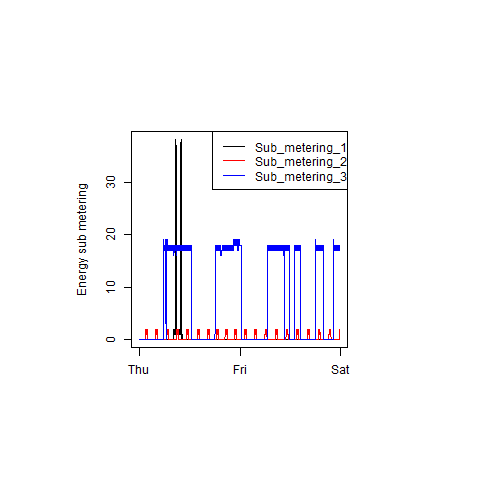 Sub_metering_1
Sub_metering_2
Sub_metering_3
Energy sub metering
30
20
10
0
Thu
Fri
Sat